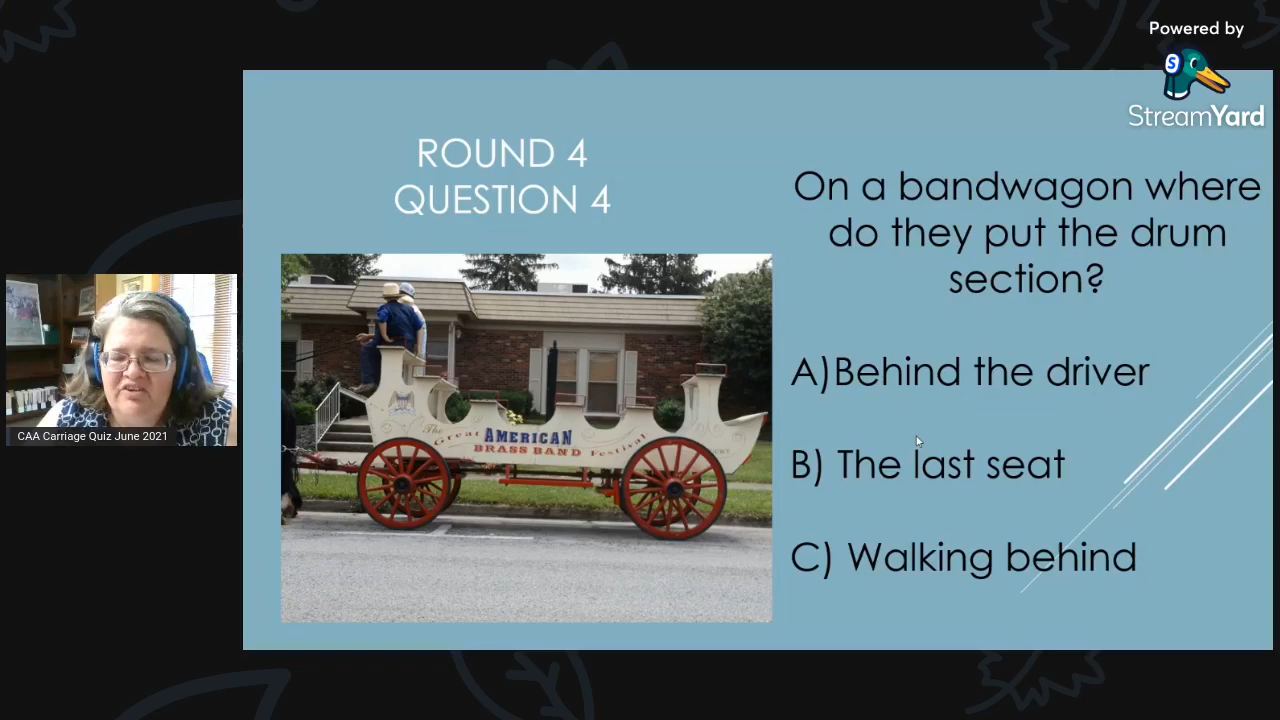 Powered by
S
StreamYard
ROUND 4
QUESTION 4
On a bandwagon where
do they put the drum
section?
A)Behind the driver
B) The last seat
C) Walking behind
The Great AMERICAN
BRASS BAND Festival
CAA Carriage Quiz June 2021